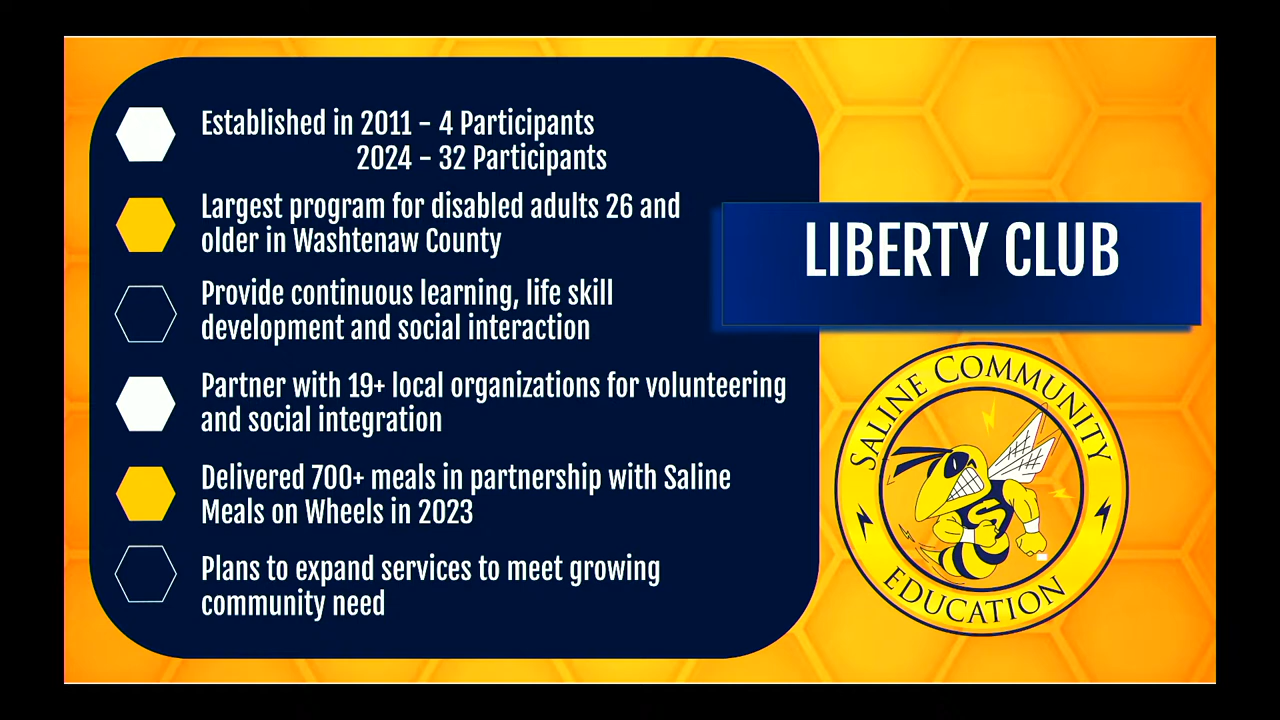 Established in 2011 – 4 Participants
2024 – 32 Participants
Largest program for disabled adults 26 and
older in Washtenaw County
Provide continuous learning, life skill
development and social interaction
Partner with 19+ local organizations for volunteering
and social integration
Delivered 700+ meals in partnership with Saline
Meals on Wheels in 2023
Plans to expand services to meet growing
community need
LIBERTY CLUB
SALINE COMMUNITY
S
EDUCATION